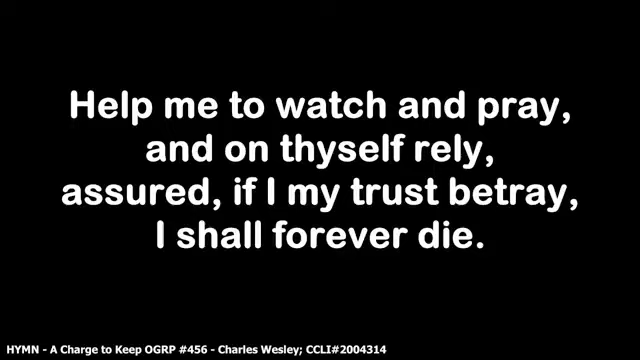 Help me to watch and pray,
and on thyself rely,
assured, if I my trust betray,
I shall forever die.
HYMN - A Charge to Keep OGRP #456 - Charles Wesley; CCLI#2004314